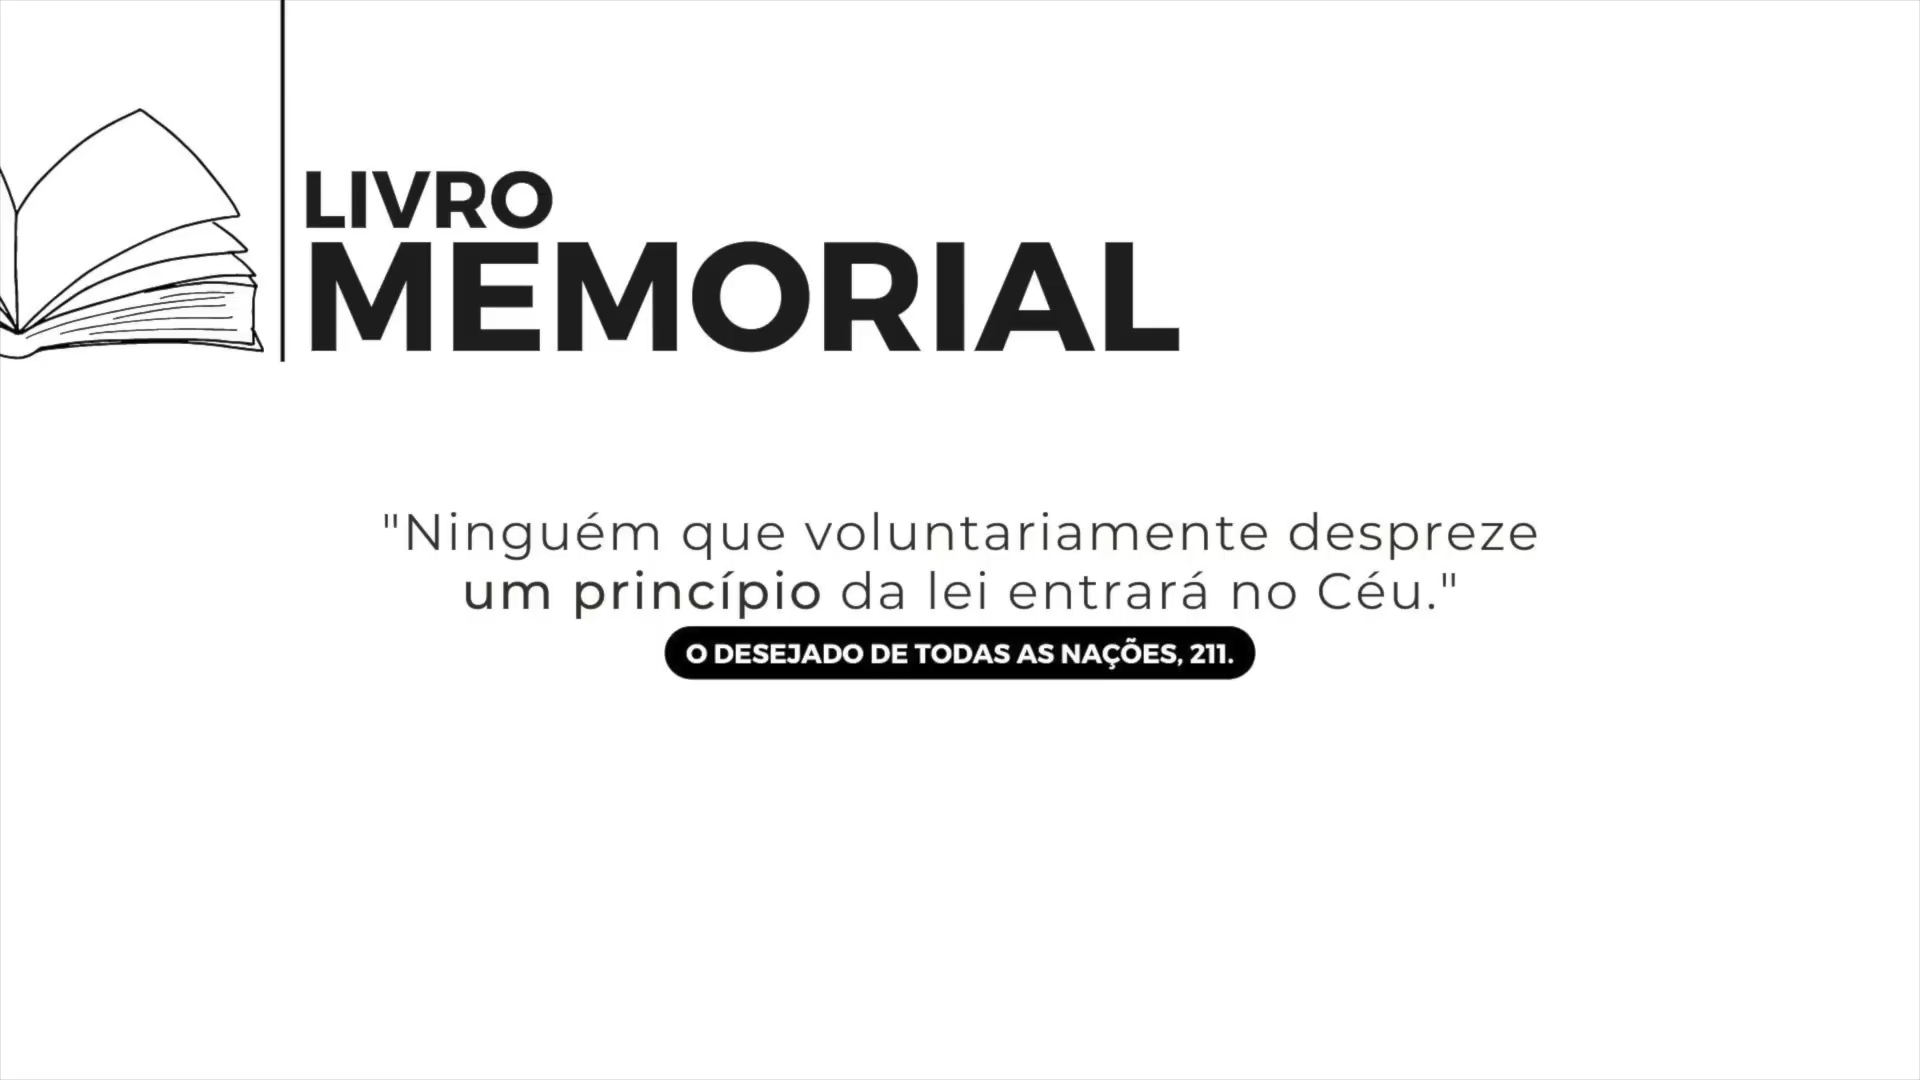 LIVRO
MEMORIAL
"Ninguém que voluntariamente despreze
um princípio da lei entrará no Céu."
O DESEJADO DE TODAS AS NAÇÕES, 211.